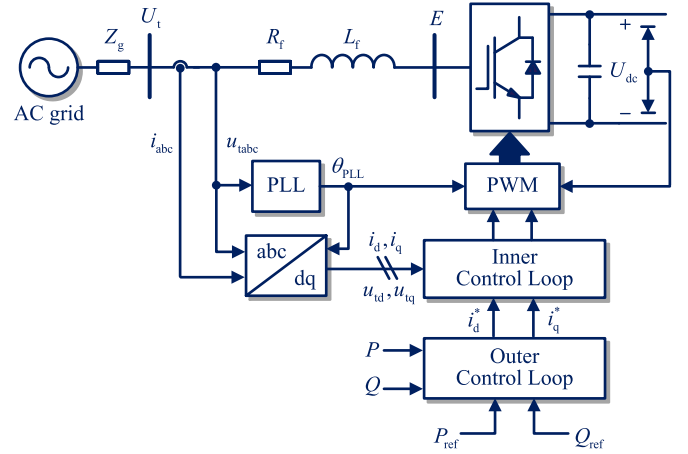 U_t
Z_g
R_f
L_f
E
AC grid
+
U_dc
−
i_abc
u_tabc
θ_PLL
PLL
PWM
abc
dq
i_d, i_q
u_td, u_tq
Inner
Control Loop
i_d^*
i_q^*
P
Q
Outer
Control Loop
P_ref
Q_ref